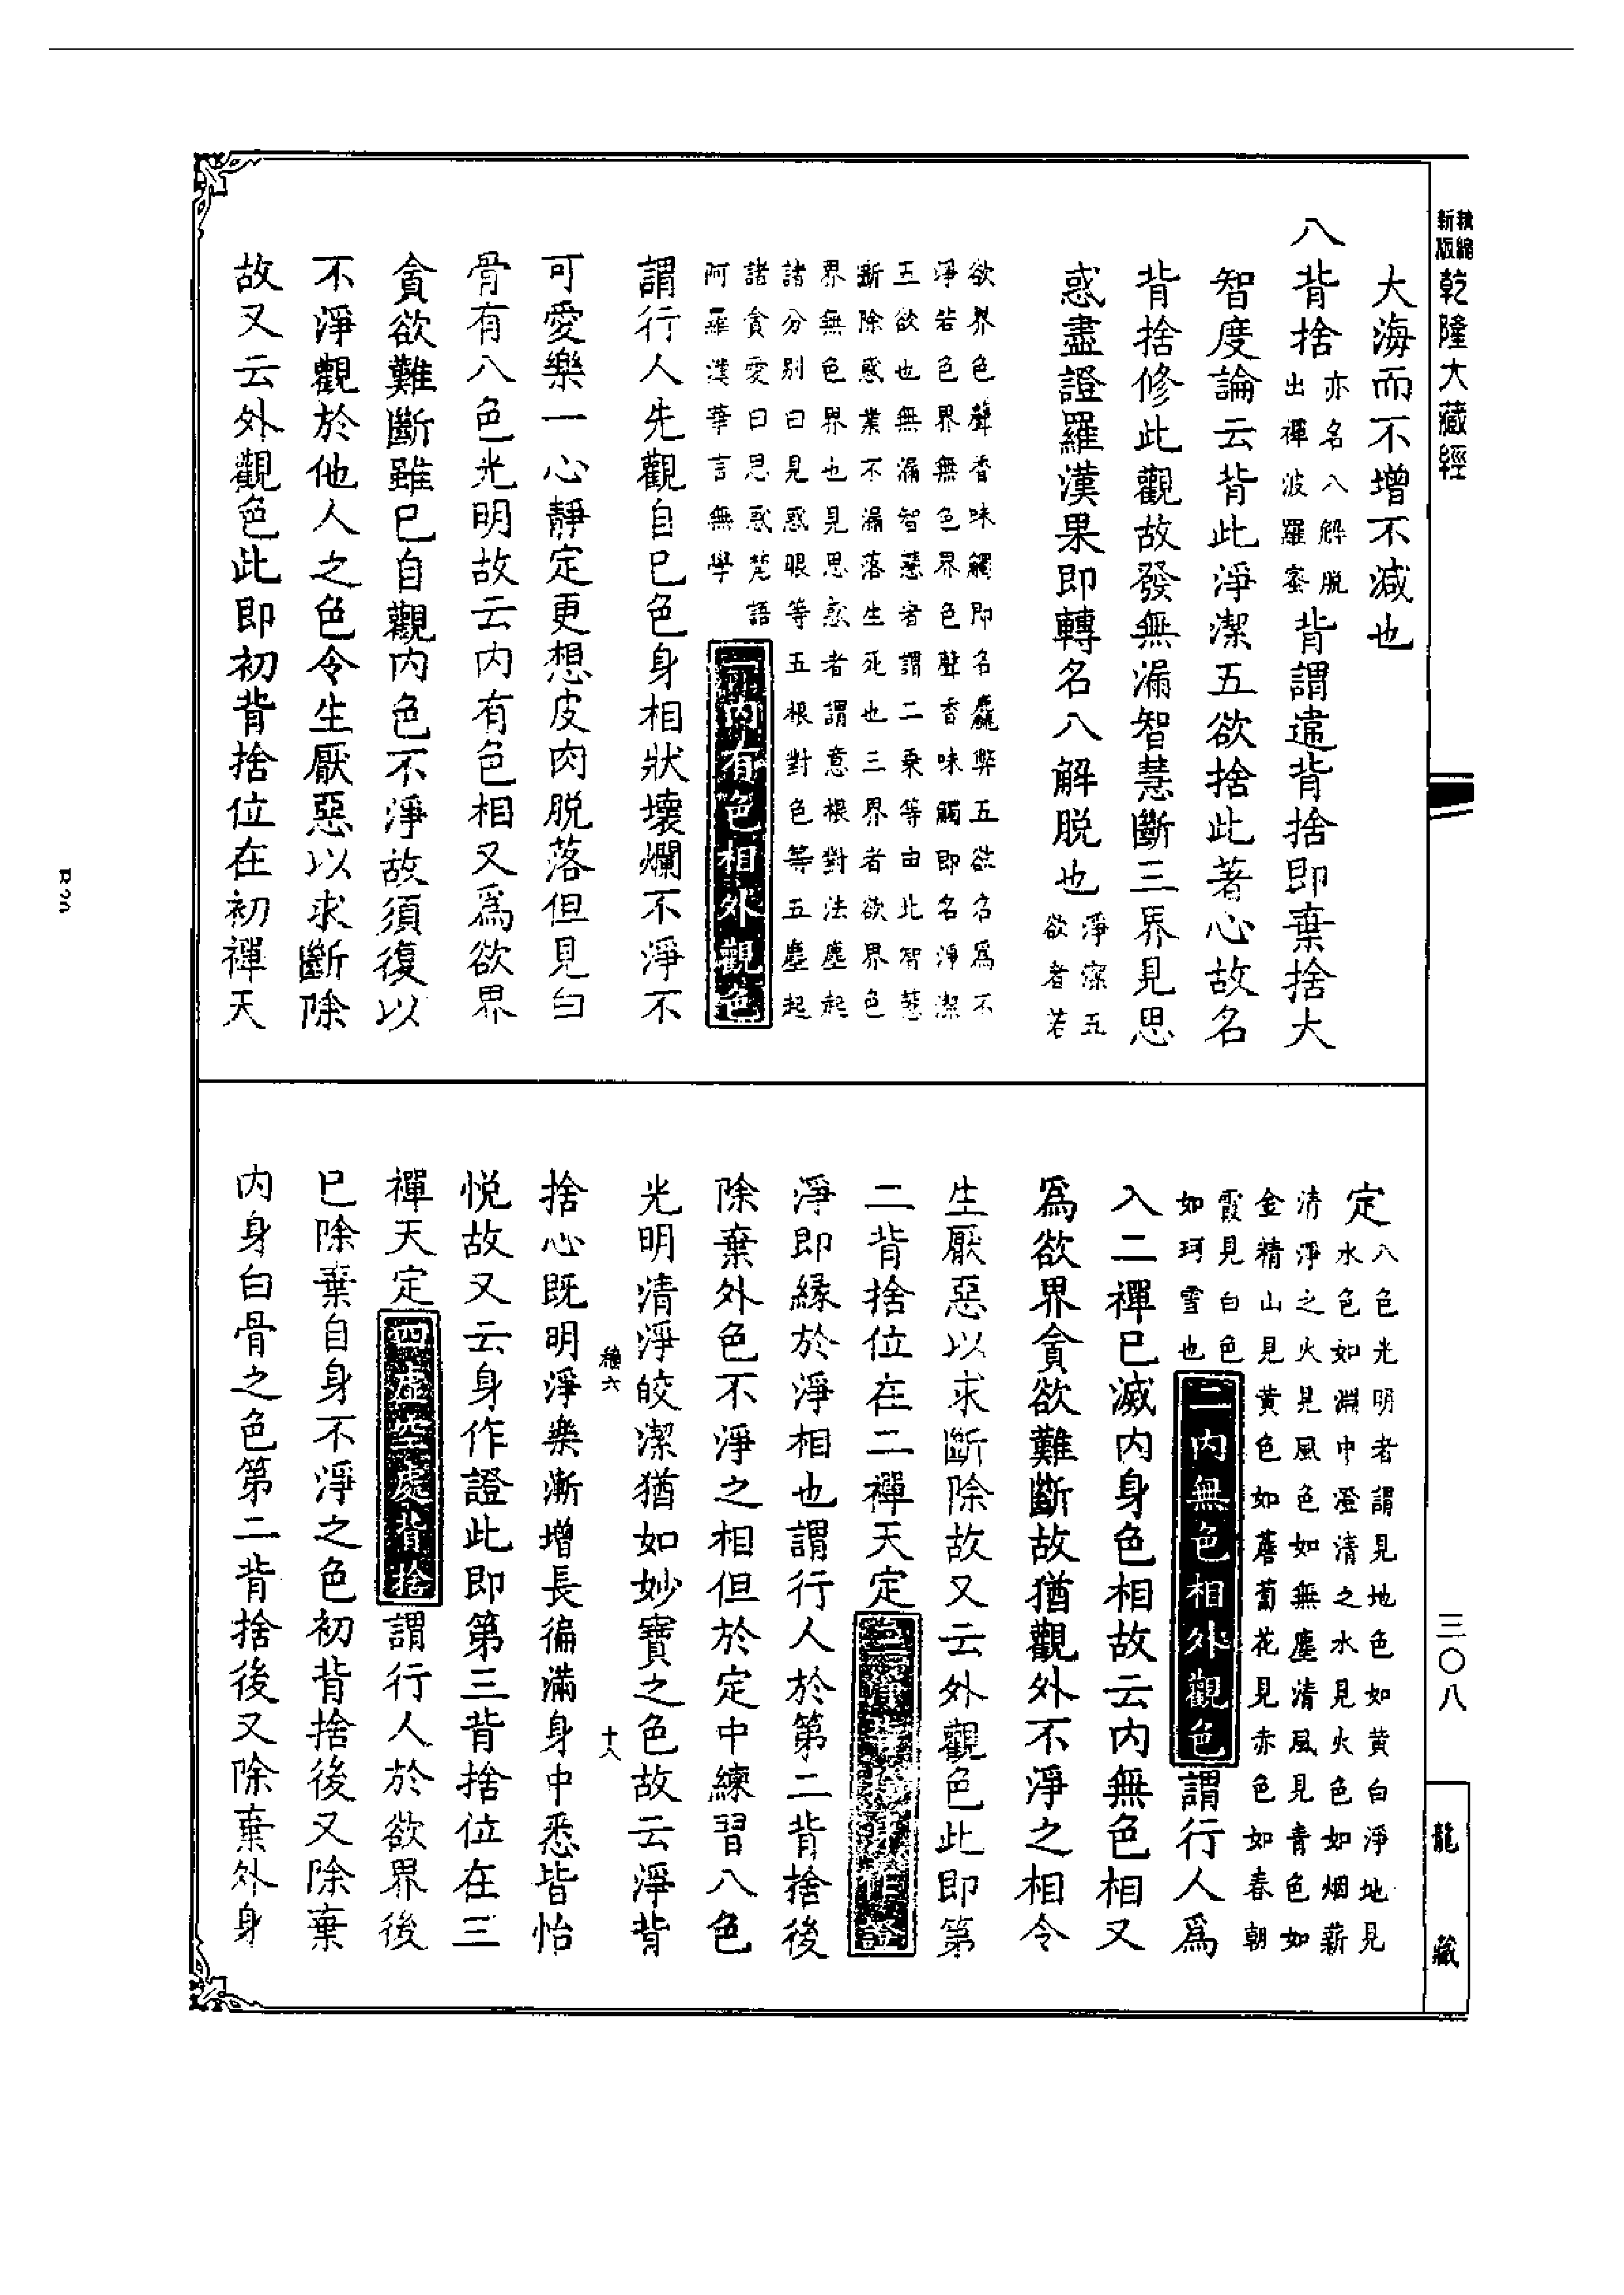 新版精縮乾隆大藏經
大海而不增不減也
八背捨亦名八解脫出禪波羅蜜背謂違背捨即棄捨大
智度論云背此淨潔五欲捨此著心故名
背捨修此觀故發無漏智慧斷三界見思
惑盡證羅漢果即轉名八解脫也淨潔五欲者若
欲界色聲香味觸即名麤弊五欲名為不
淨若色界無色界色聲香味觸即名淨潔
五欲也無漏智慧者謂二乘等由此智慧
斷除惑業不漏落生死也三界者欲界色
界無色界也見思惑者謂意根對法塵起
諸分別曰見惑眼等五根對色等五塵起
諸貪愛曰思惑梵語
阿羅漢華言無學
一內有色相外觀色
謂行人先觀自己色身相狀壞爛不淨不
可愛樂一心靜定更想皮肉脫落但見白
骨有八色光明故云內有色相又爲欲界
貪欲難斷雖已自觀內色不淨故須復以
不淨觀於他人之色令生厭惡以求斷除
故又云外觀色此即初背捨位在初禪天
定八色光明者謂見地色如黃白淨地見
水色如淵中澄清之水見火色如烟薪
清淨之火見風色如無塵清風見青色如
金精山見黃色如薝蔔花見赤色如春朝
霞見白色
如珂雪也二內無色相外觀色謂行人爲
入二禪已滅內身色相故云內無色相又
爲欲界貪欲難斷故猶觀外不淨之相令
生厭惡以求斷除故又云外觀色此即第
二背捨位在二禪天定三淨背捨身作證
淨即緣於淨相也謂行人於第二背捨後
除棄外色不淨之相但於定中練習八色
光明清淨皎潔猶如妙寶之色故云淨背
稿六 十八
捨心既明淨樂漸增長徧滿身中悉皆怡
悅故又云身作證此即第三背捨位在三
禪天定四虛空處背捨謂行人於欲界後
已除棄自身不淨之色初背捨後又除棄
內身白骨之色第二背捨後又除棄外身
三〇八
龍藏